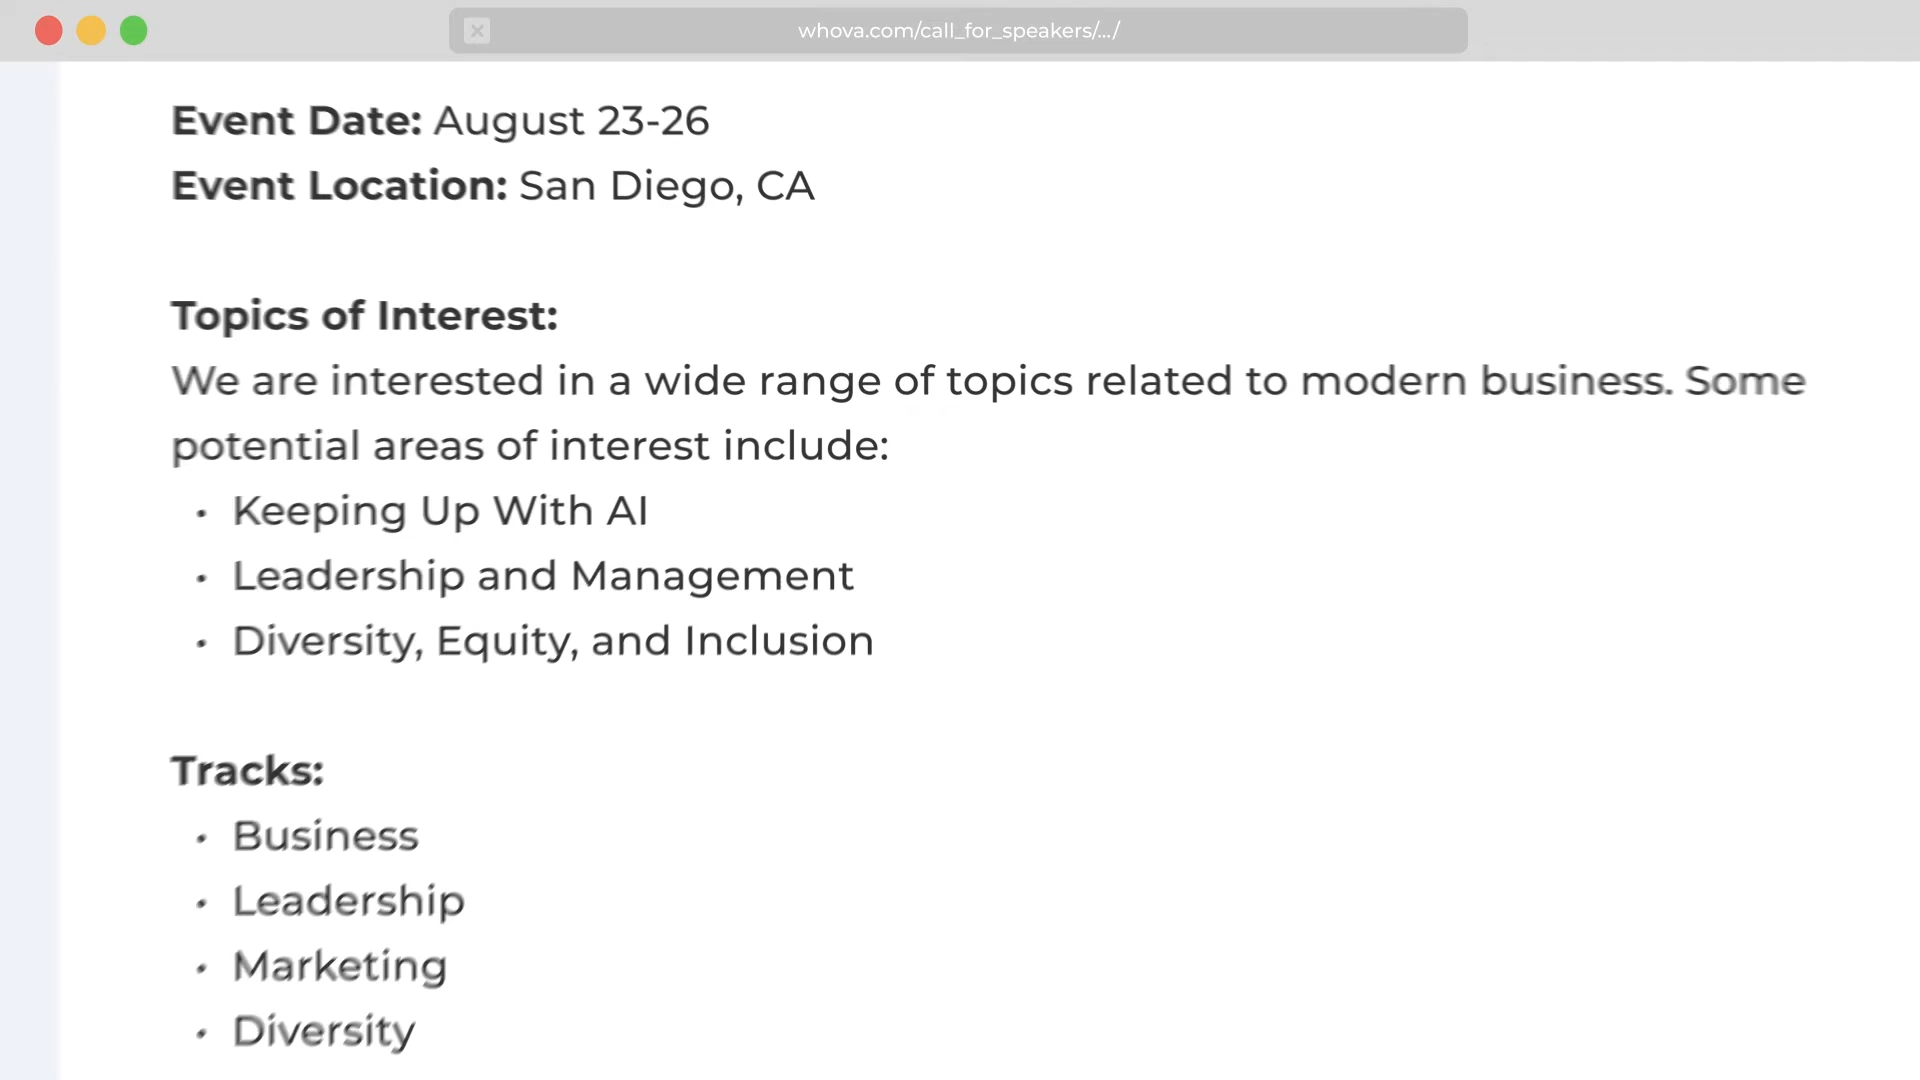 whova.com/call_for_speakers/.../
Event Date: August 23-26
Event Location: San Diego, CA
Topics of Interest:
We are interested in a wide range of topics related to modern business. Some
potential areas of interest include:
• Keeping Up With AI
• Leadership and Management
• Diversity, Equity, and Inclusion
Tracks:
• Business
• Leadership
• Marketing
• Diversity